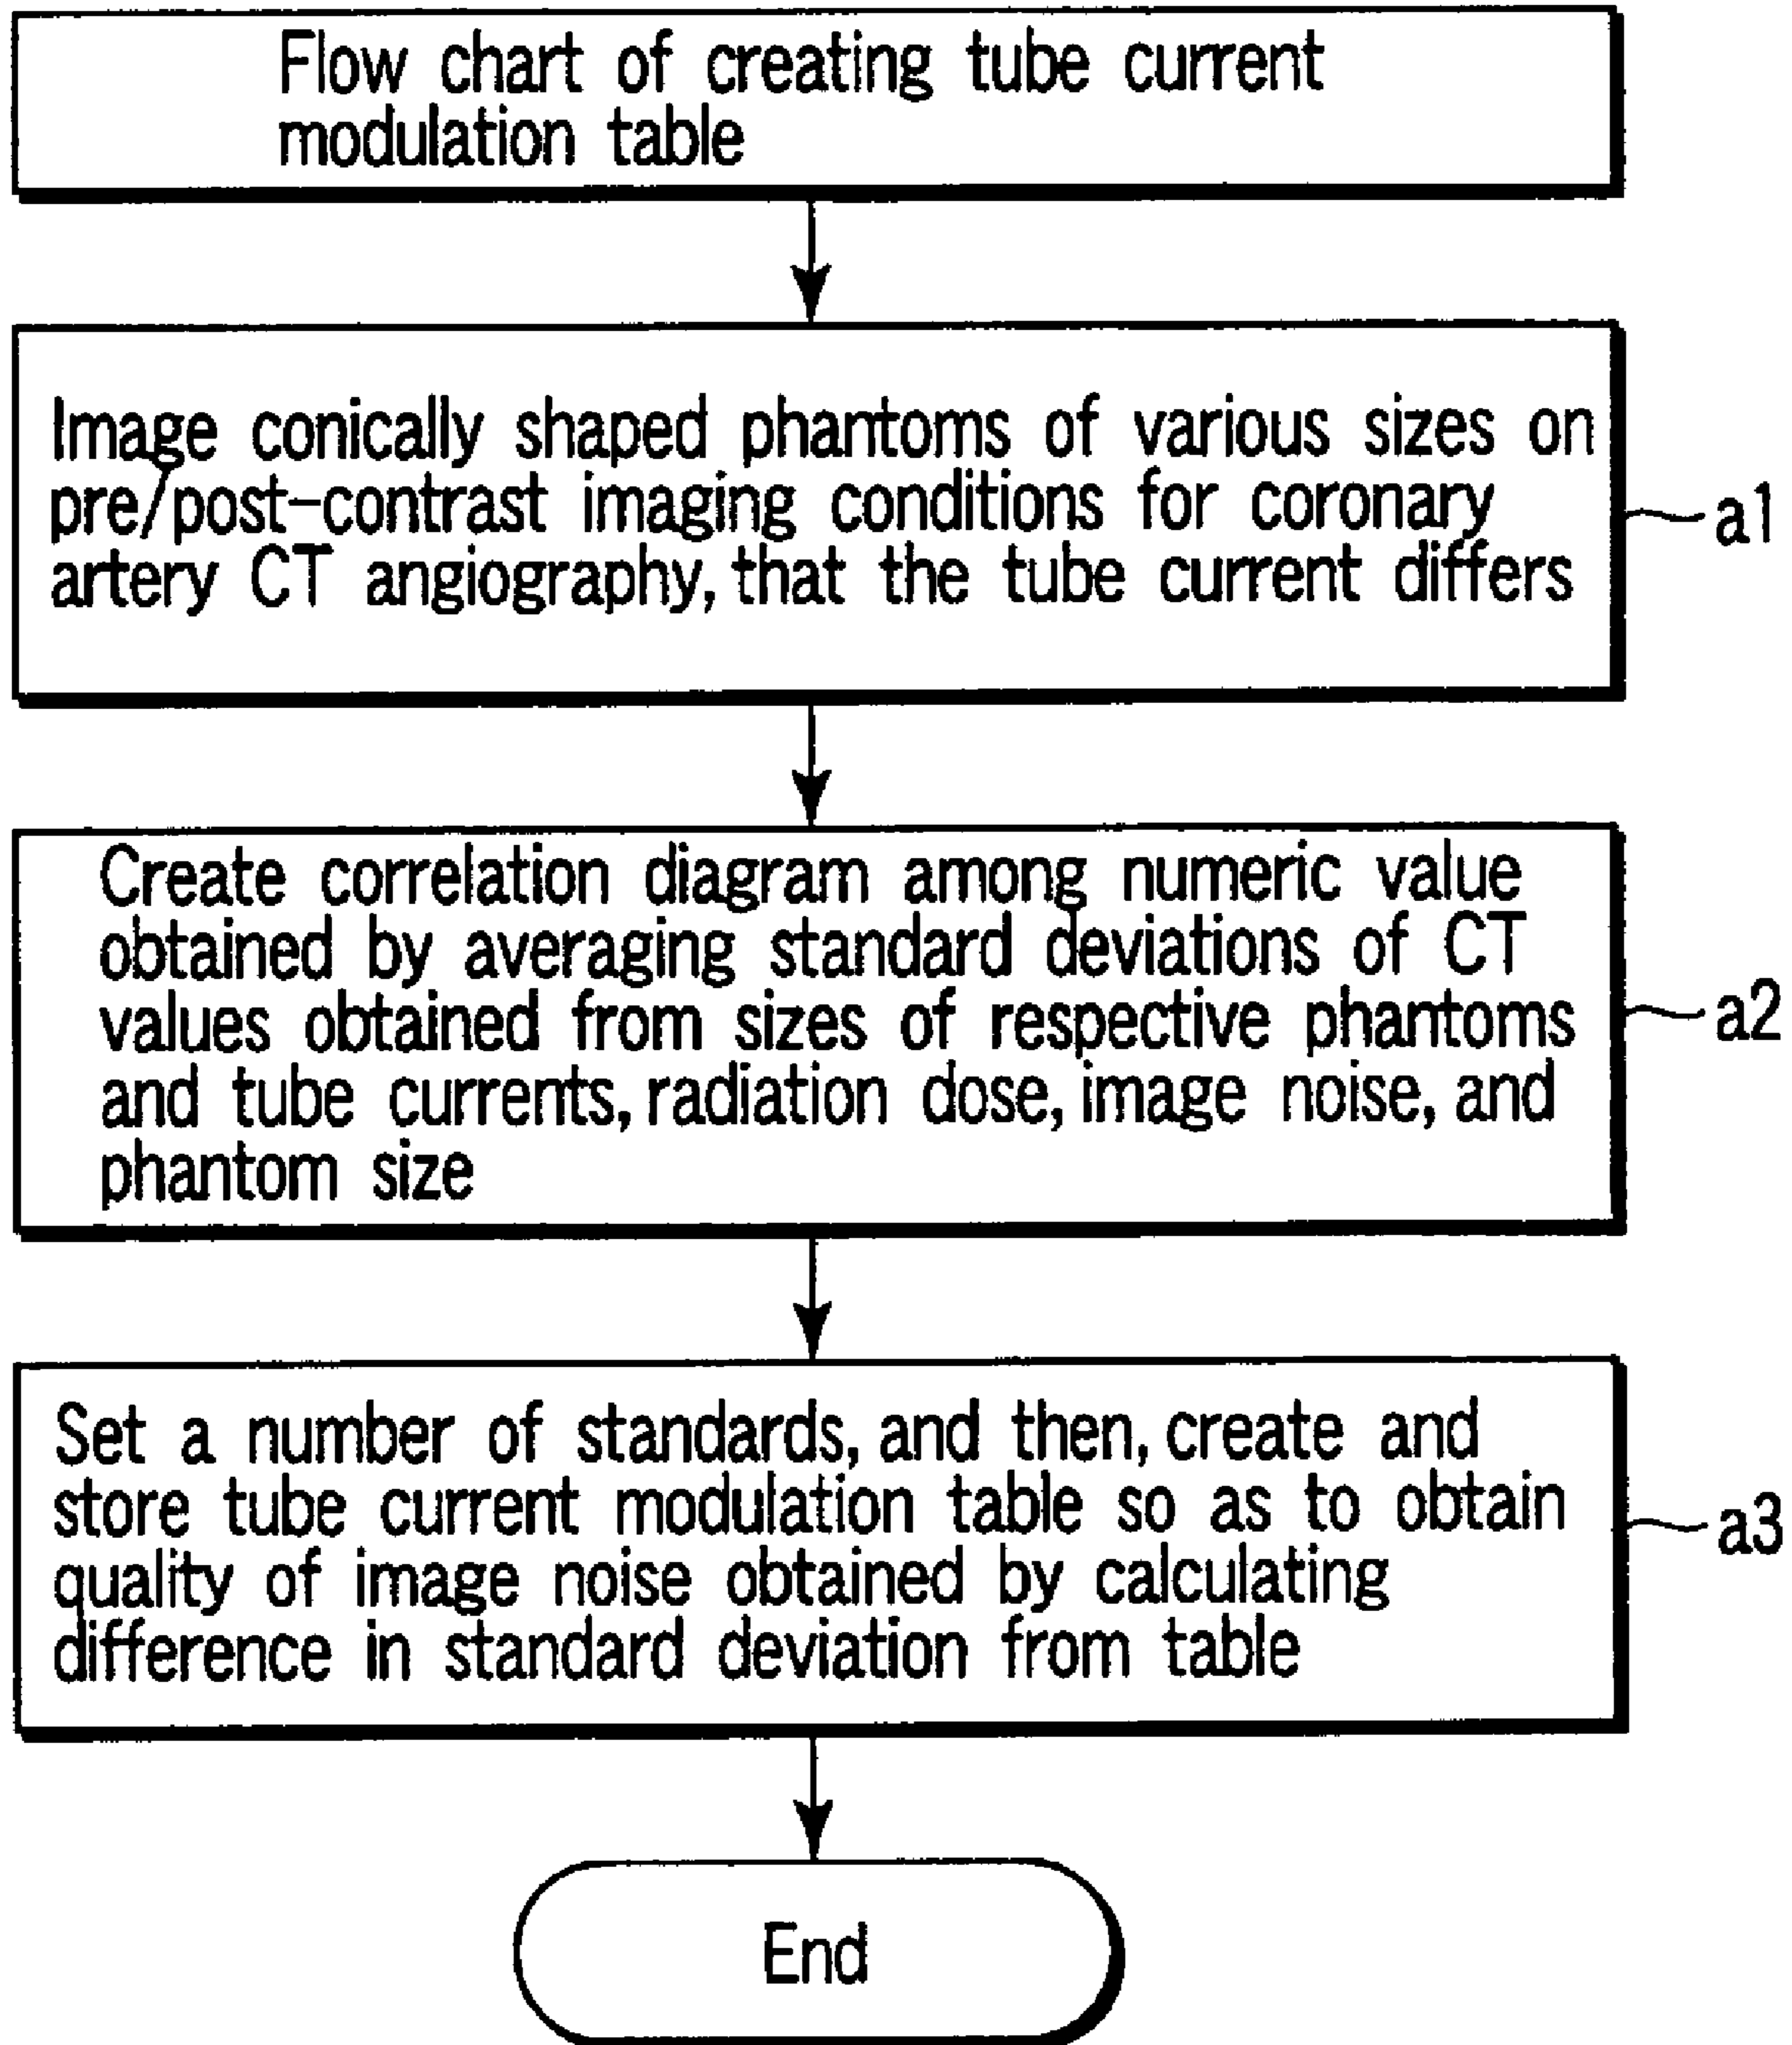 Flow chart of creating tube current
modulation table
Image conically shaped phantoms of various sizes on
pre/post-contrast imaging conditions for coronary
artery CT angiography, that the tube current differs
a1
Create correlation diagram among numeric value
obtained by averaging standard deviations of CT
values obtained from sizes of respective phantoms
and tube currents, radiation dose, image noise, and
phantom size
a2
Set a number of standards, and then, create and
store tube current modulation table so as to obtain
quality of image noise obtained by calculating
difference in standard deviation from table
a3
End